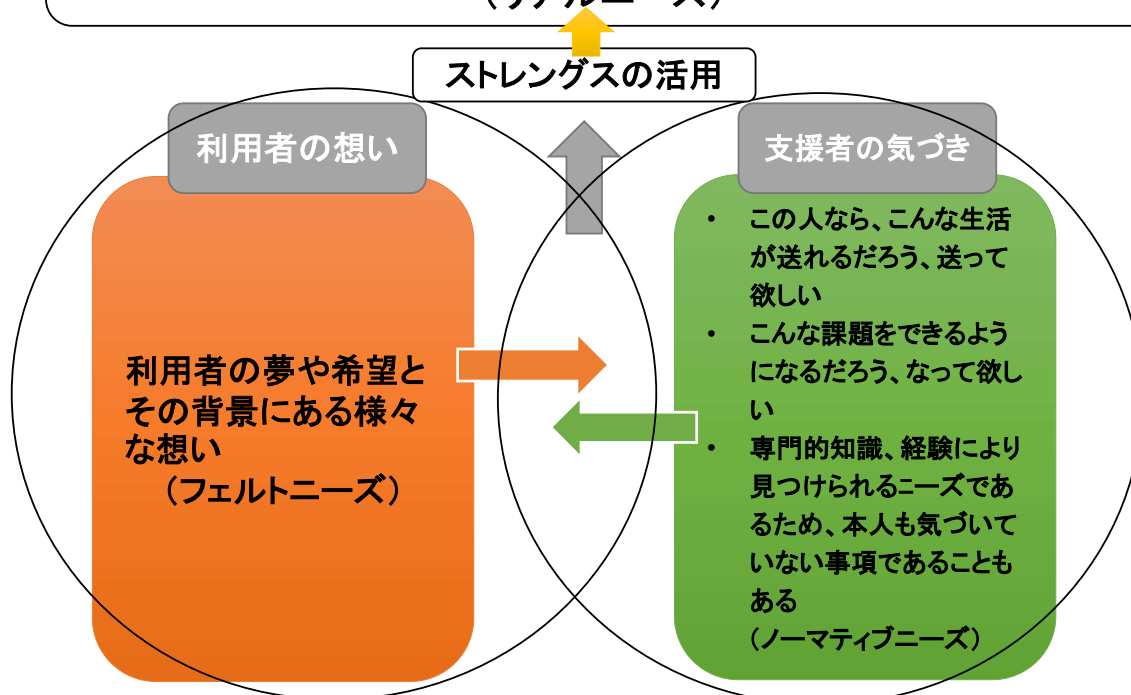 （リアルニーズ）
ストレングスの活用
利用者の想い
支援者の気づき
利用者の夢や希望と
その背景にある様々
な想い
（フェルトニーズ）
• この人なら、こんな生活
が送れるだろう、送って
欲しい
• こんな課題をできるよう
になるだろう、なって欲し
い
• 専門的知識、経験により
見つけられるニーズであ
るため、本人も気づいて
いない事項であることも
ある
（ノーマティブニーズ）